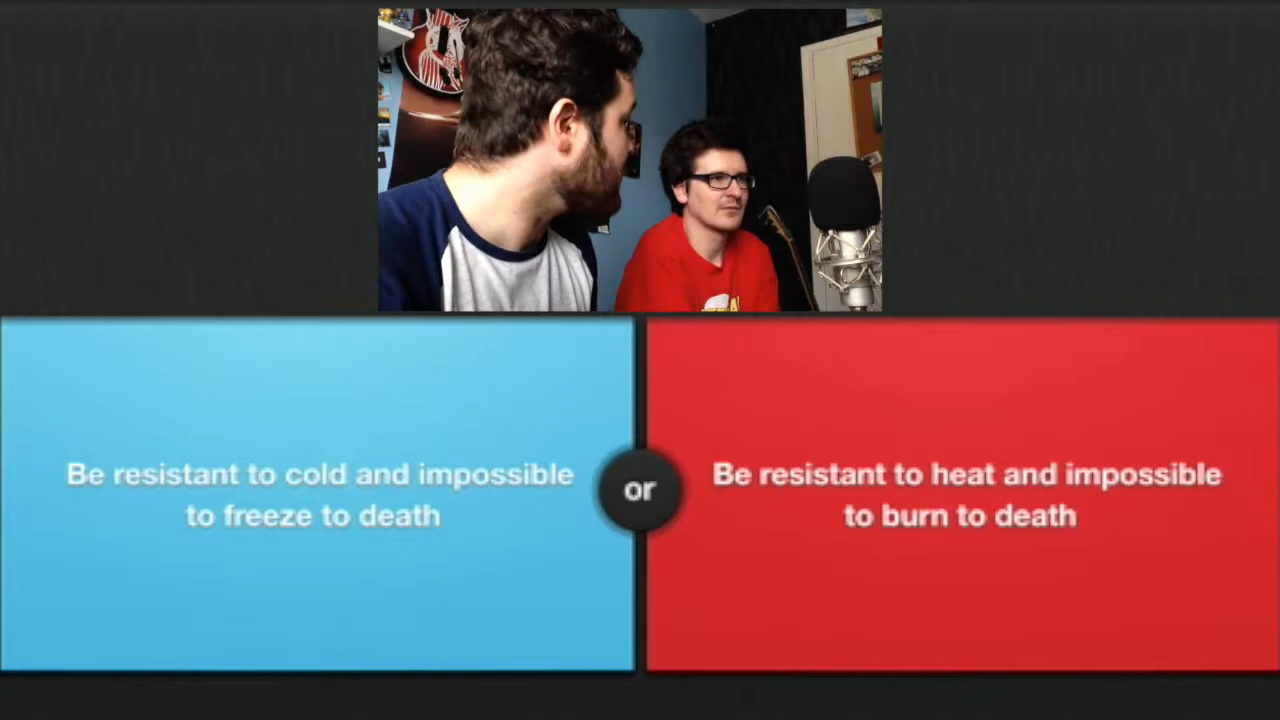 Be resistant to cold and impossible
to freeze to death
or
Be resistant to heat and impossible
to burn to death